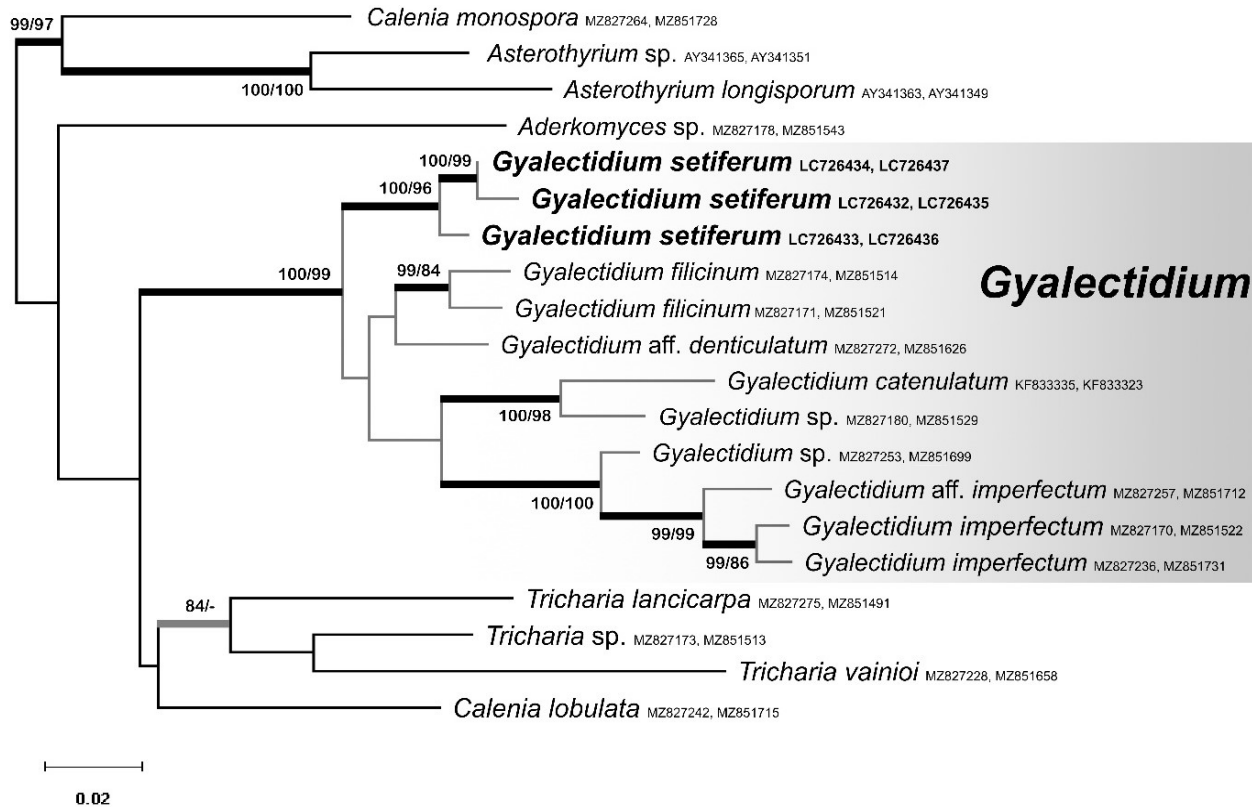 99/97
Calenia monospora MZ827264, MZ851728
Asterothyrium sp. AY341365, AY341351
100/100
Asterothyrium longisporum AY341363, AY341349
Aderkomyces sp. MZ827178, MZ851543
100/99
Gyalectidium setiferum LC726434, LC726437
100/96
Gyalectidium setiferum LC726432, LC726435
Gyalectidium setiferum LC726433, LC726436
100/99
99/84
Gyalectidium filicinum MZ827174, MZ851514
Gyalectidium
Gyalectidium filicinum MZ827171, MZ851521
Gyalectidium aff. denticulatum MZ827272, MZ851626
Gyalectidium catenulatum KF833335, KF833323
100/98
Gyalectidium sp. MZ827180, MZ851529
Gyalectidium sp. MZ827253, MZ851699
100/100
Gyalectidium aff. imperfectum MZ827257, MZ851712
99/99
Gyalectidium imperfectum MZ827170, MZ851522
99/86
Gyalectidium imperfectum MZ827236, MZ851731
84/-
Tricharia lancicarpa MZ827275, MZ851491
Tricharia sp. MZ827173, MZ851513
Tricharia vainioi MZ827228, MZ851658
Calenia lobulata MZ827242, MZ851715
0.02